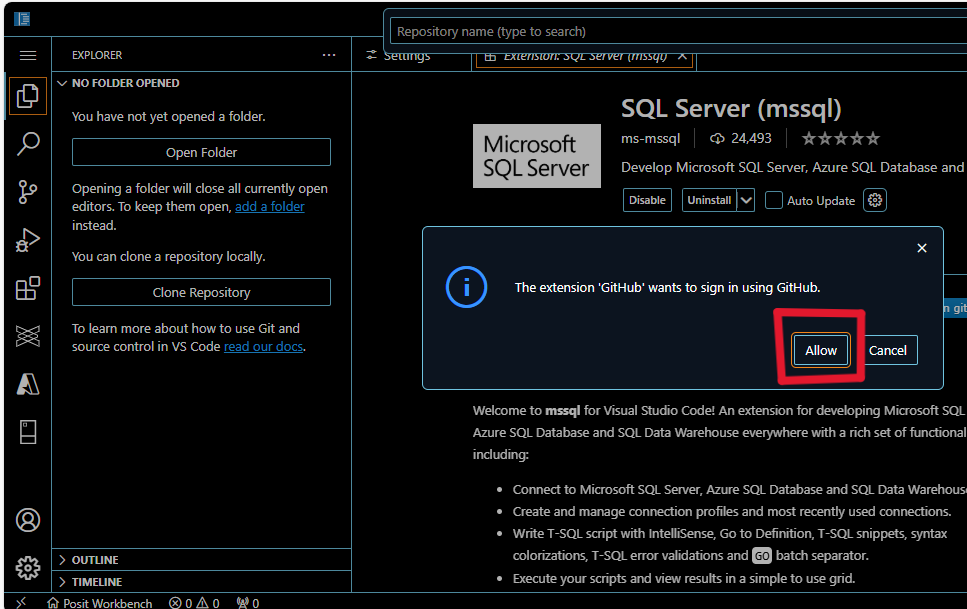 Repository name (type to search)
EXPLORER
Settings
Extension: SQL Server (mssql)
NO FOLDER OPENED
You have not yet opened a folder.
Open Folder
Opening a folder will close all currently open
editors. To keep them open, add a folder
instead.
You can clone a repository locally.
Clone Repository
To learn more about how to use Git and
source control in VS Code read our docs.
OUTLINE
TIMELINE
Microsoft
SQL Server
SQL Server (mssql)
ms-mssql
24,493
Develop Microsoft SQL Server, Azure SQL Database and
Disable
Uninstall
Auto Update
The extension 'GitHub' wants to sign in using GitHub.
Allow
Cancel
n git
Welcome to mssql for Visual Studio Code! An extension for developing Microsoft SQL
Azure SQL Database and SQL Data Warehouse everywhere with a rich set of functional
including:
• Connect to Microsoft SQL Server, Azure SQL Database and SQL Data Warehouse
• Create and manage connection profiles and most recently used connections.
• Write T-SQL script with IntelliSense, Go to Definition, T-SQL snippets, syntax
colorizations, T-SQL error validations and GO batch separator.
• Execute your scripts and view results in a simple to use grid.
Posit Workbench
0
0
0